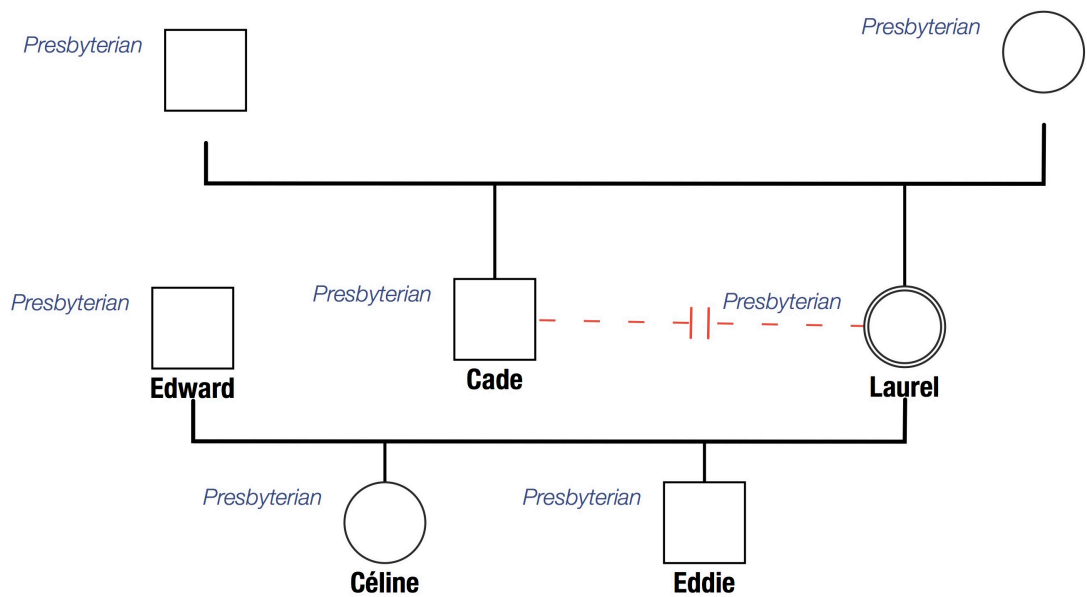 Presbyterian
Presbyterian
Presbyterian
Presbyterian
Presbyterian
Edward
Cade
Laurel
Presbyterian
Presbyterian
Céline
Eddie